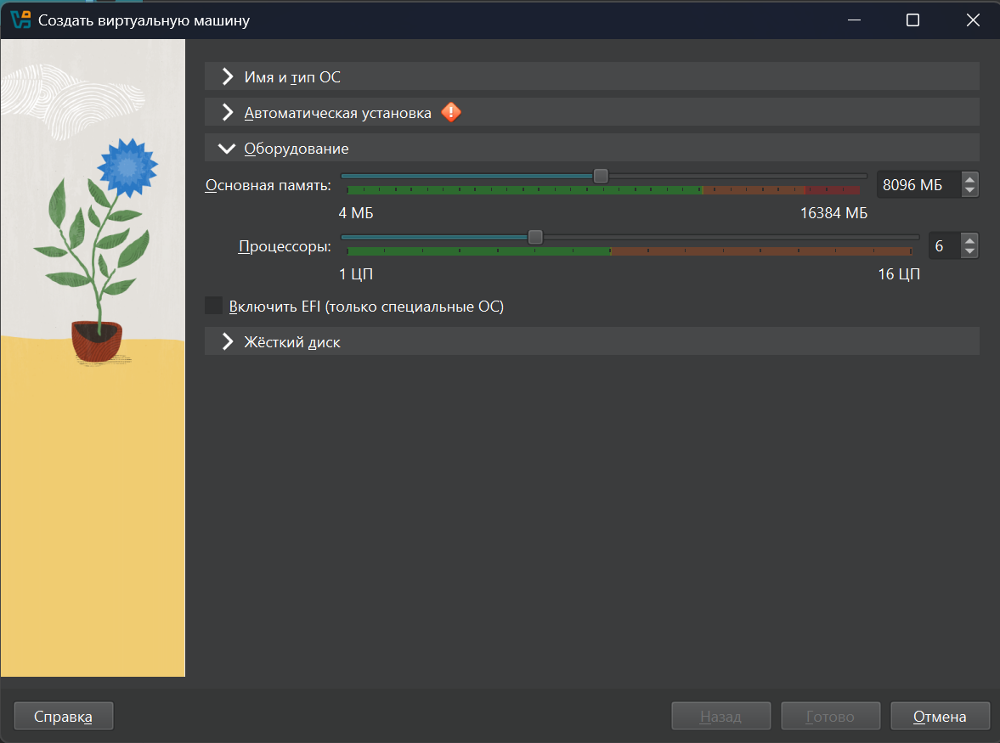 Создать виртуальную машину
Имя и тип ОС
Автоматическая установка
Оборудование
Основная память: 8096 МБ
4 МБ 16384 МБ
Процессоры: 6
1 ЦП 16 ЦП
Включить EFI (только специальные ОС)
Жёсткий диск
Справка Назад Готово Отмена